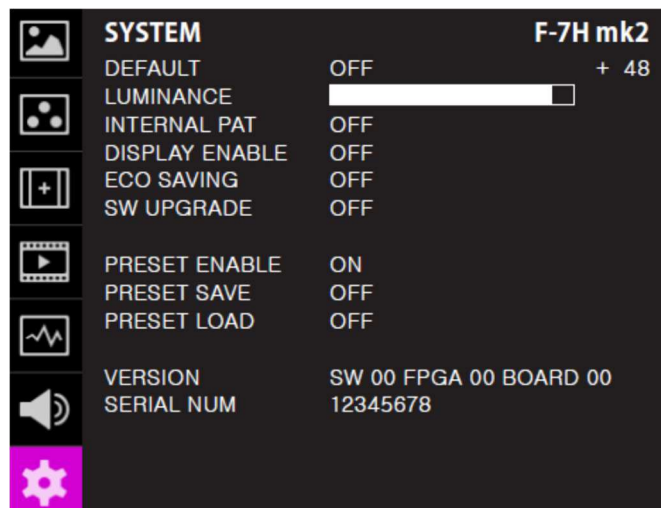 SYSTEM F-7H mk2
DEFAULT OFF + 48
LUMINANCE
INTERNAL PAT OFF
DISPLAY ENABLE OFF
ECO SAVING OFF
SW UPGRADE OFF
PRESET ENABLE ON
PRESET SAVE OFF
PRESET LOAD OFF
VERSION SW 00 FPGA 00 BOARD 00
SERIAL NUM 12345678